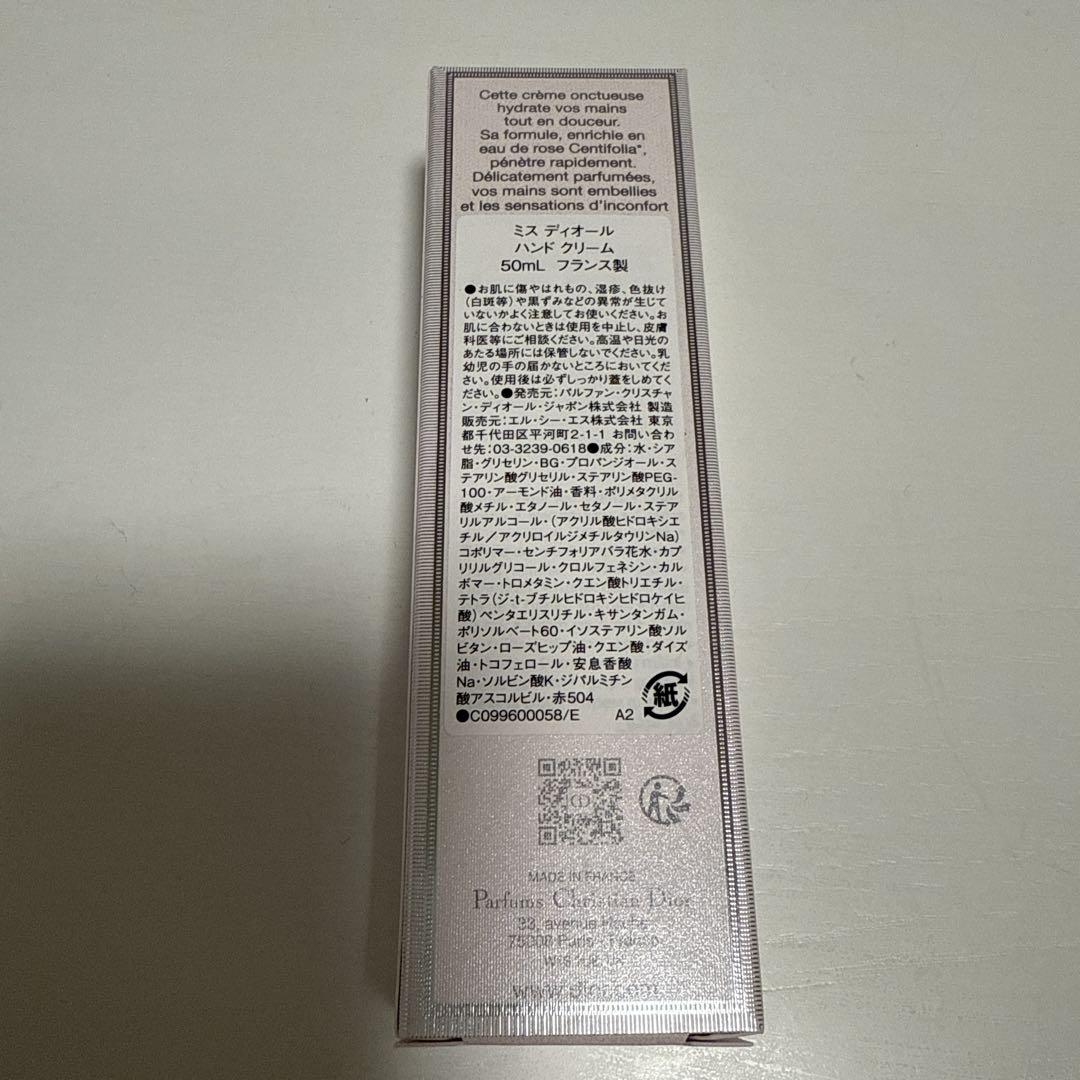 Cette crème onctueuse
hydrate vos mains
tout en douceur.
Sa formule, enrichie en
eau de rose Centifolia*,
pénètre rapidement.
Délicatement parfumées,
vos mains sont embellies
et les sensations d'inconfort
ミス ディオール
ハンド クリーム
50mL フランス製
●お肌に傷やはれもの、湿疹、色抜け
（白斑等）や黒ずみなどの異常が生じて
いないかよく注意してお使いください。お
肌に合わないときは使用を中止し、皮膚
科医等にご相談ください。高温や日光の
あたる場所には保管しないでください。乳
幼児の手の届かないところにおいてくだ
さい。使用後は必ずしっかり蓋をしめてく
ださい。●発売元：パルファン・クリスチャ
ン・ディオール・ジャポン株式会社 製造
販売元：エル・シー・エス株式会社 東京
都千代田区平河町2-1-1 お問い合わ
せ先：03-3239-0618●成分：水・シア
脂・グリセリン・BG・プロパンジオール・ス
テアリン酸グリセリル・ステアリン酸PEG-
100・アーモンド油・香料・ポリメタクリル
酸メチル・エタノール・セタノール・ステア
リルアルコール・（アクリル酸ヒドロキシエ
チル／アクリロイルジメチルタウリンNa）
コポリマー・センチフォリアバラ花水・カプ
リリルグリコール・クロルフェネシン・カル
ボマー・トロメタミン・クエン酸トリエチル・
テトラ（ジ-t-ブチルヒドロキシヒドロケイヒ
酸）ペンタエリスリチル・キサンタンガム・
ポリソルベート60・イソステアリン酸ソル
ビタン・ローズヒップ油・クエン酸・ダイズ
油・トコフェロール・安息香酸
Na・ソルビン酸K・ジパルミチン
酸アスコルビル・赤504
紙
●C099600058/E A2
MADE IN FRANCE
Parfums Christian Dior
33, avenue Hoche
75008 Paris - France
www.dior.com